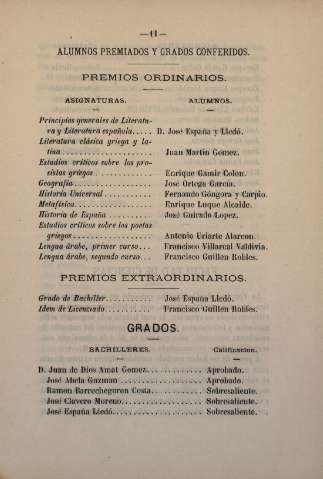 —11—
ALUMNOS PREMIADOS Y GRADOS CONFERIDOS.
PREMIOS ORDINARIOS.
ASIGNATURAS. ALUMNOS.
Principios generales de Literatu-
ra y Literatura española..... D. José España y Lledó.
Literatura clásica griega y la-
tina.................... Juan Martin Gomez.
Estudios críticos sobre los pro-
sistas griegos............ Enrique Gamir Colon.
Geografía.................. José Ortega García.
Historia Universal.......... Fernando Góngora y Carpio.
Metafísica.................. Enrique Luque Alcalde.
Historia de España.......... José Guirado Lopez.
Estudios críticos sobre los poetas
griegos.................. Antonio Uriarte Alarcon.
Lengua árabe, primer curso... Francisco Villareal Valdivia.
Lengua árabe, segundo curso... Francisco Guillen Robles.
PREMIOS EXTRAORDINARIOS.
Grado de Bachiller.......... José España Lledó.
Idem de Licenciado.......... Francisco Guillen Robles.
GRADOS.
BACHILLERES. Calificacion.
D. Juan de Dios Amat Gomez............ Aprobado.
José Abela Guzman.................. Aprobado.
Ramon Barrecheguren Costa............ Sobresaliente.
José Clavero Moreno.................. Sobresaliente.
José España Lledó.................... Sobresaliente.